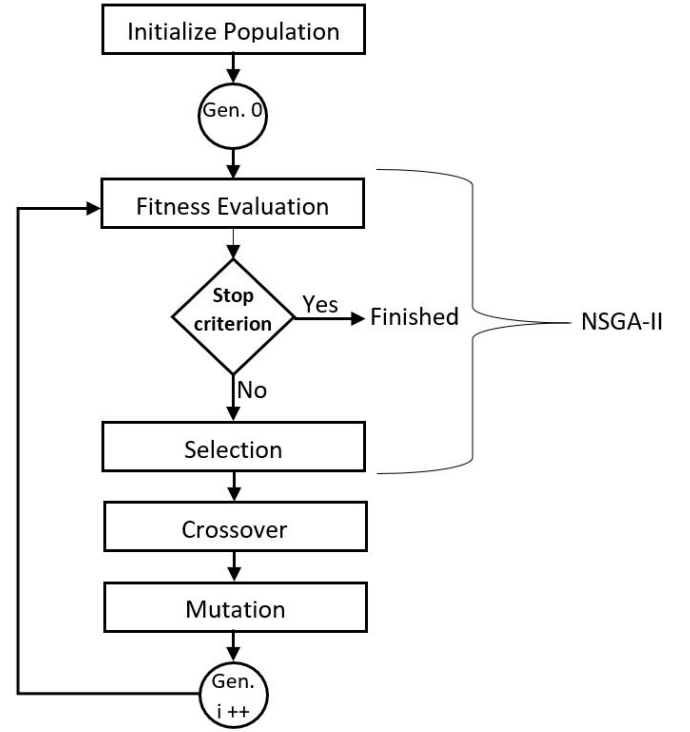 Initialize Population
Gen. 0
Fitness Evaluation
Stop
criterion
Yes
Finished
NSGA-II
No
Selection
Crossover
Mutation
Gen.
i ++